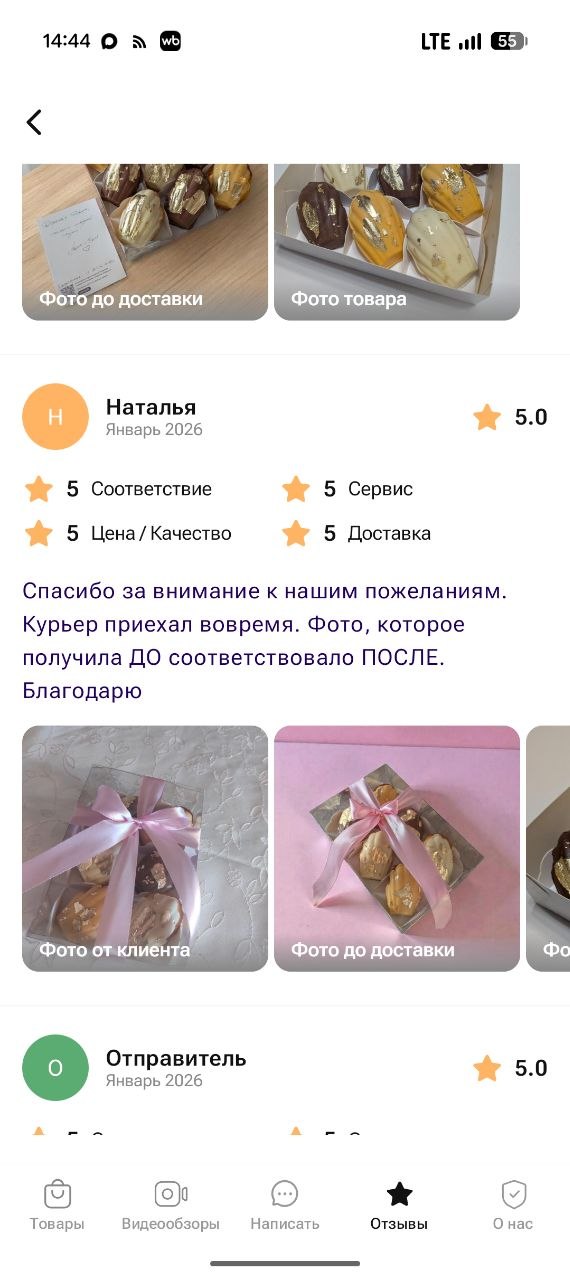 14:44
wb
LTE
55
Фото до доставки
Фото товара
Н
Наталья
Январь 2026
5.0
5 Соответствие
5 Сервис
5 Цена / Качество
5 Доставка
Спасибо за внимание к нашим пожеланиям.
Курьер приехал вовремя. Фото, которое
получила ДО соответствовало ПОСЛЕ.
Благодарю
Фото от клиента
Фото до доставки
Фо
О
Отправитель
Январь 2026
5.0
Товары
Видеообзоры
Написать
Отзывы
О нас